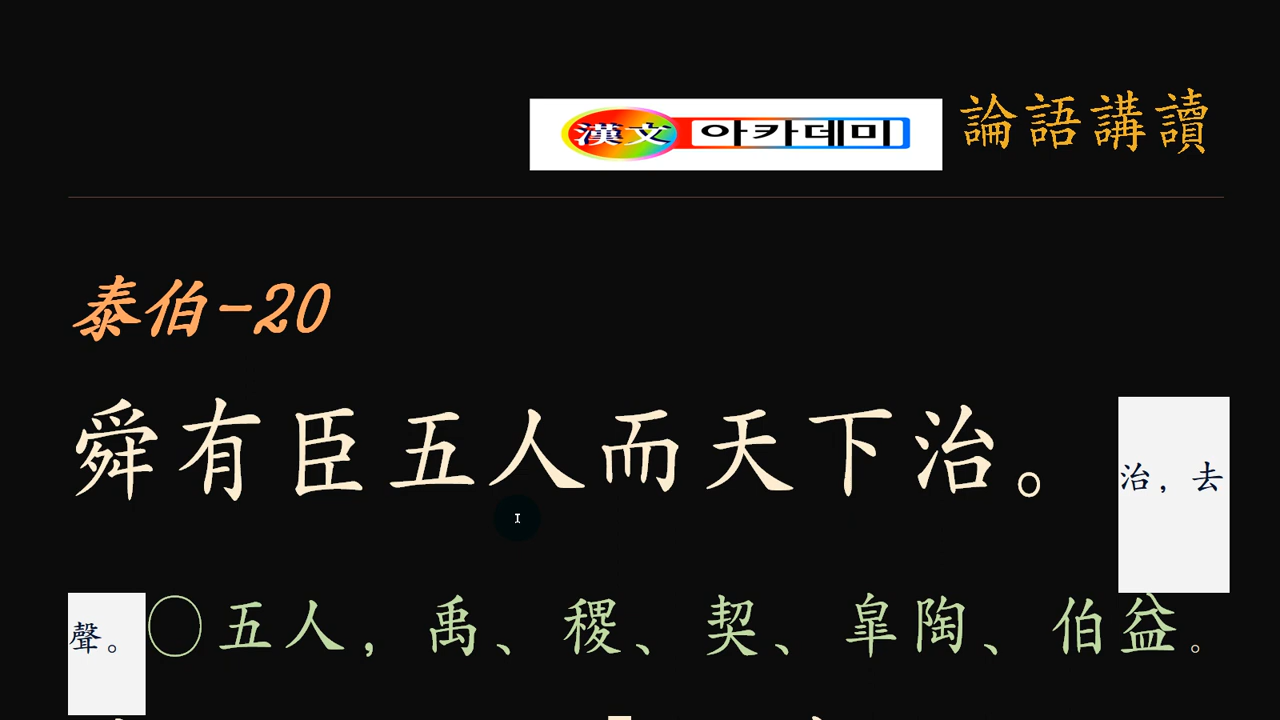 漢文 아카데미 論語講讀
泰伯-20
舜有臣五人而天下治。治，去
聲。〇五人，禹、稷、契、皐陶、伯益。